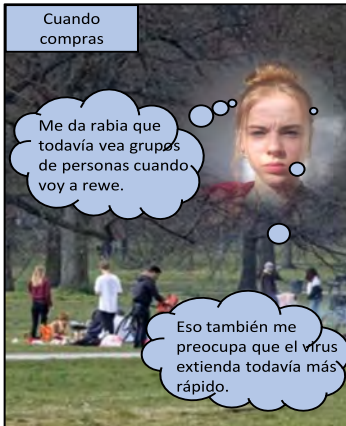 Cuando
compras
Me da rabia que
todavía vea grupos
de personas cuando
voy a rewe.
Eso también me
preocupa que el virus
extienda todavía más
rápido.